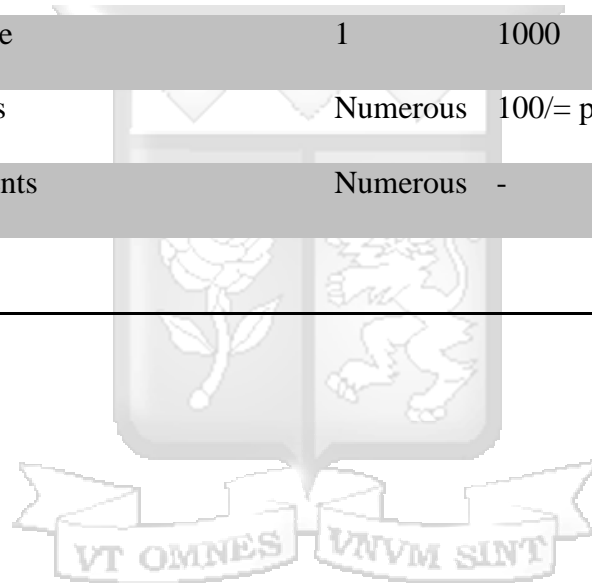 e 1 1000
s Numerous 100/= p
nts Numerous -
VT OMNES VNVM SINT